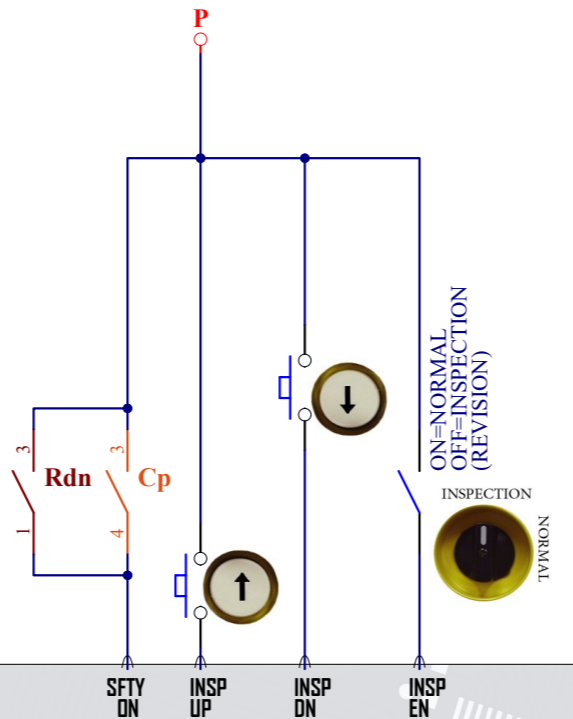 P
ON=NORMAL
OFF=INSPECTION
(REVISION)
3
Rdn
1
3
Cp
4
INSPECTION
NORMAL
SFTY
ON
INSP
UP
INSP
DN
INSP
EN